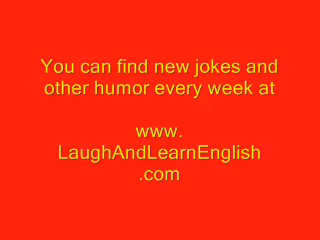 You can find new jokes and
other humor every week at
www.
LaughAndLearnEnglish
.com